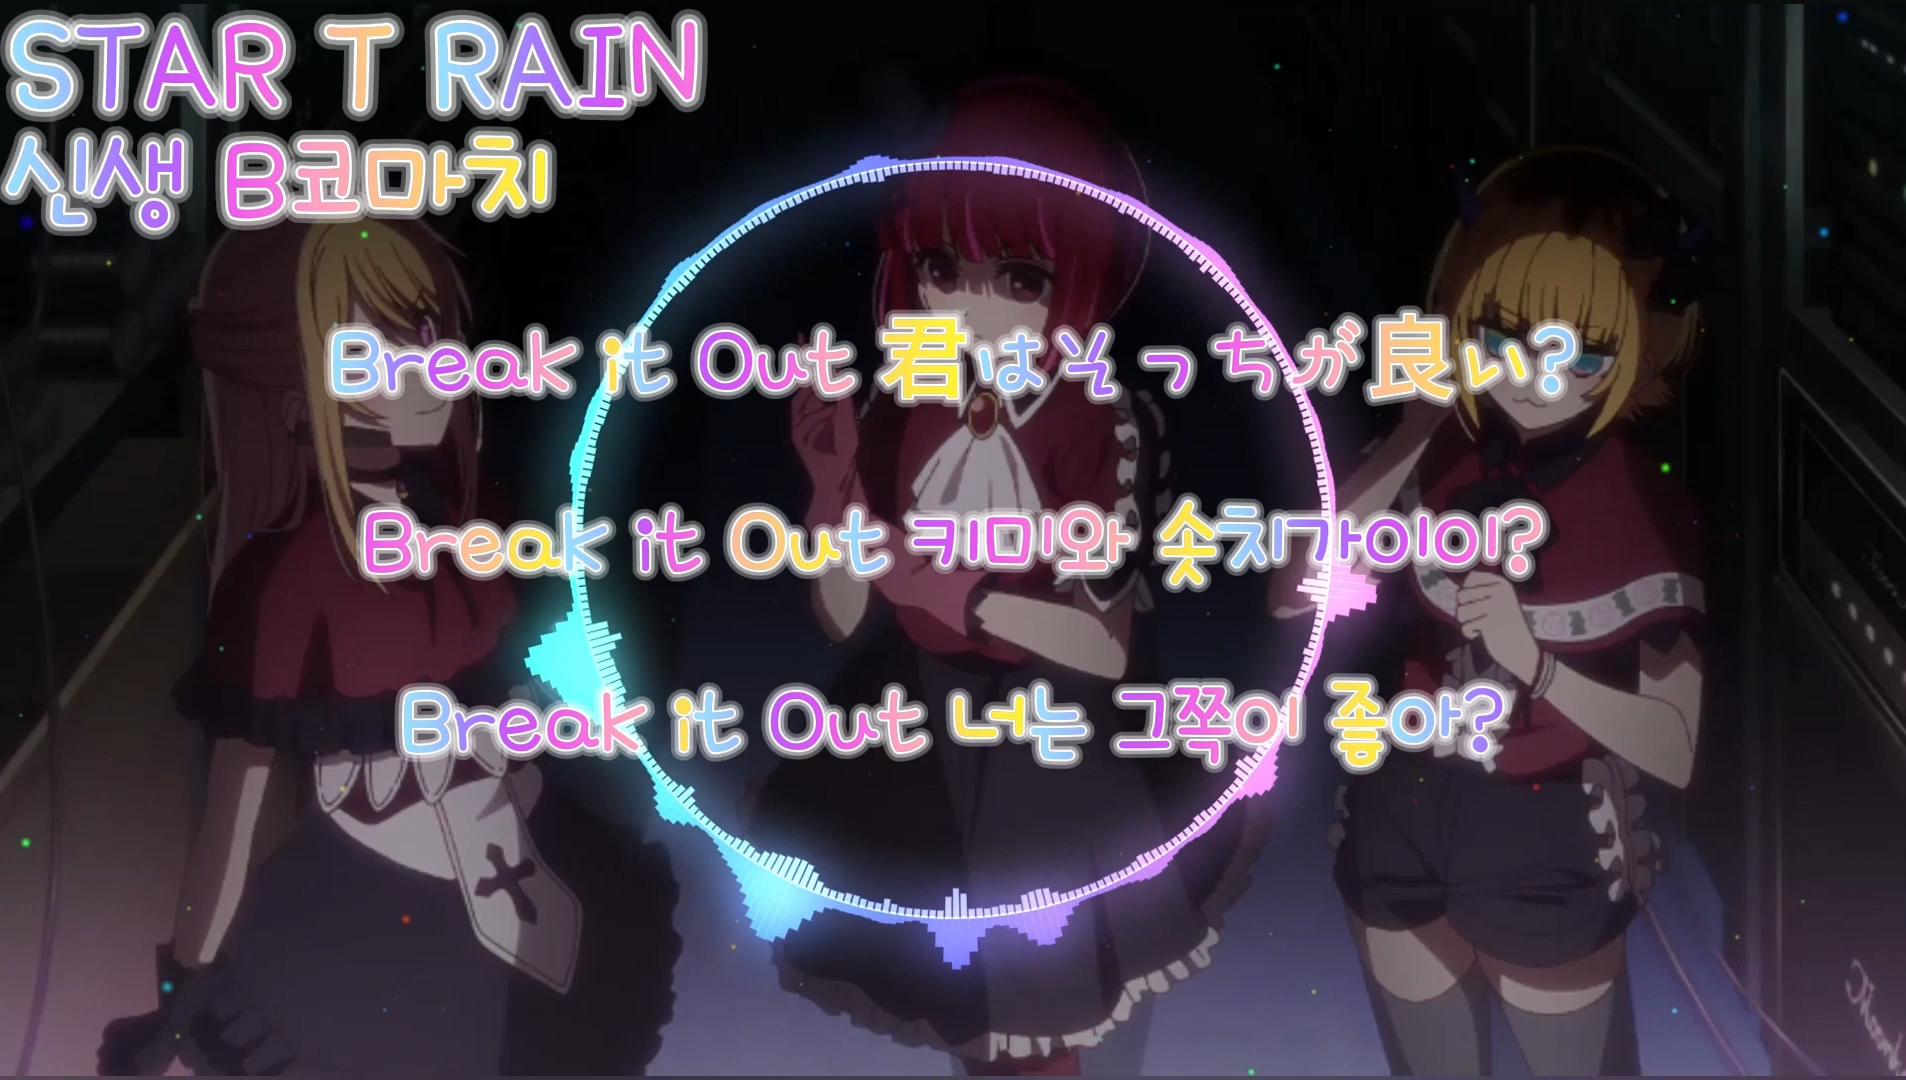 STAR T RAIN
신생 B코마치
Break it Out 君はそっちが良い?
Break it Out 키미와 솟치가이이?
Break it Out 너는 그쪽이 좋아?